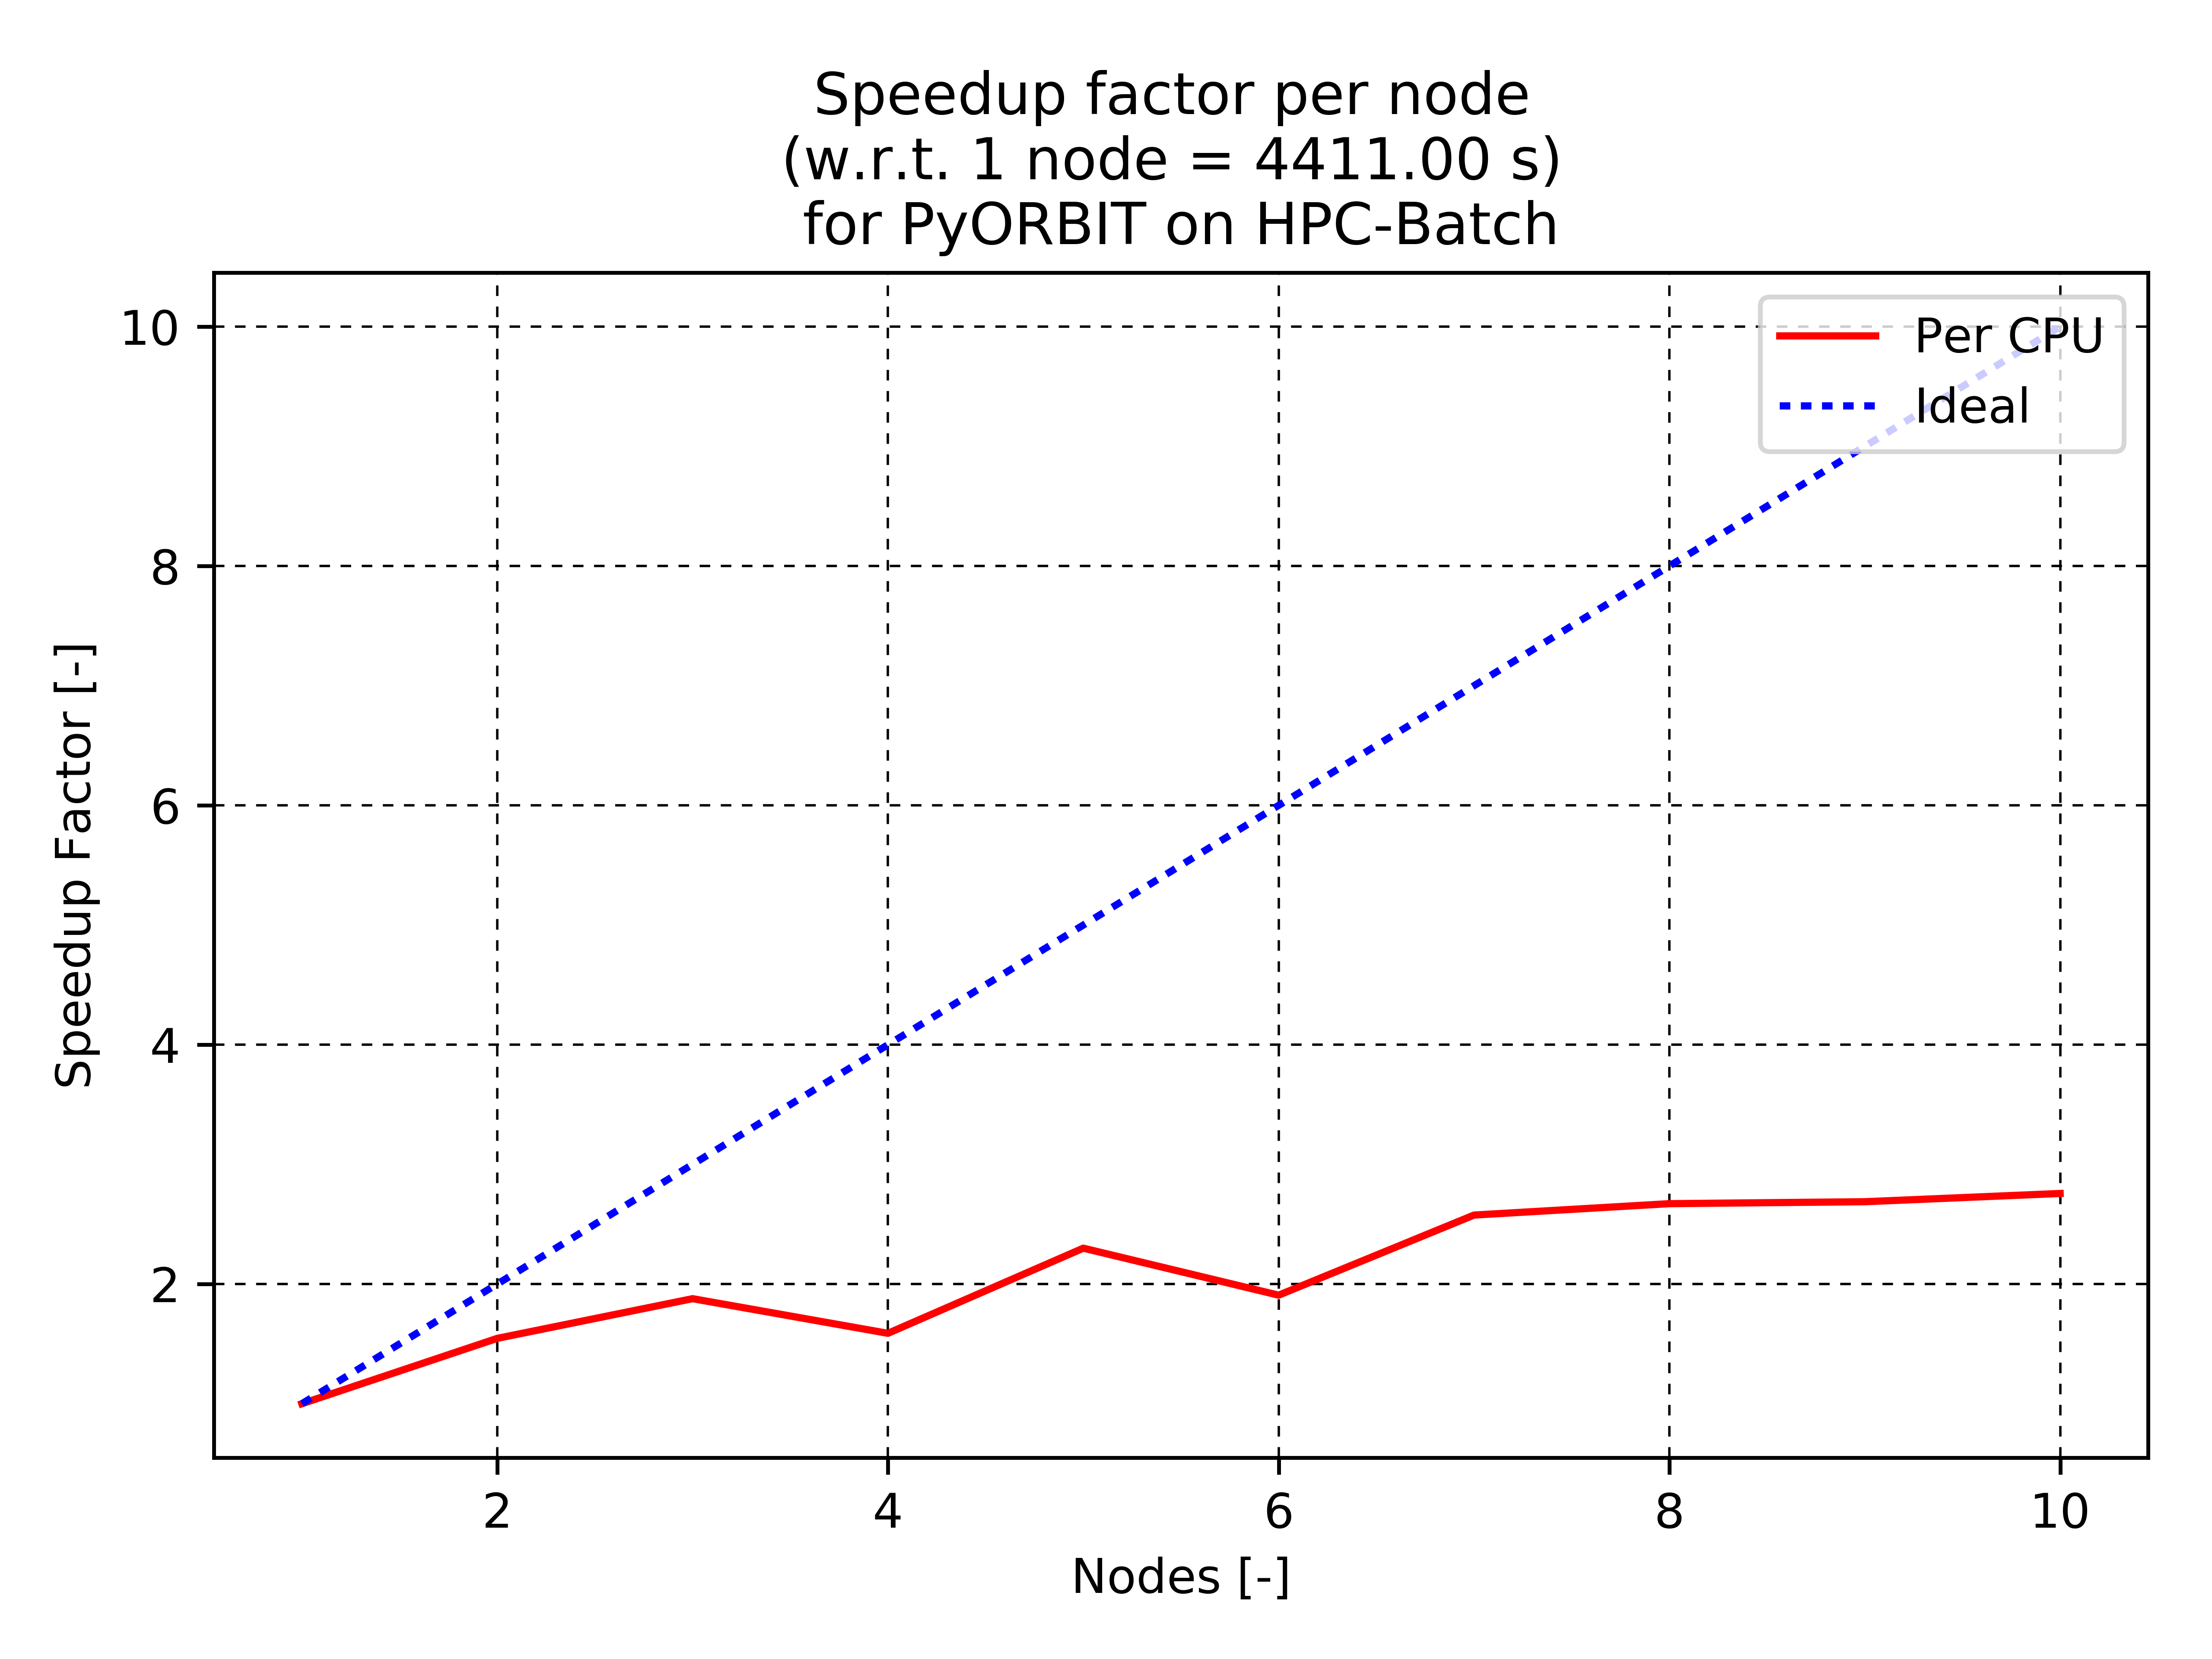 Speedup factor per node
(w.r.t. 1 node = 4411.00 s)
for PyORBIT on HPC-Batch
Per CPU
Ideal
10
8
6
4
2
Speedup Factor [-]
2 4 6 8 10
Nodes [-]